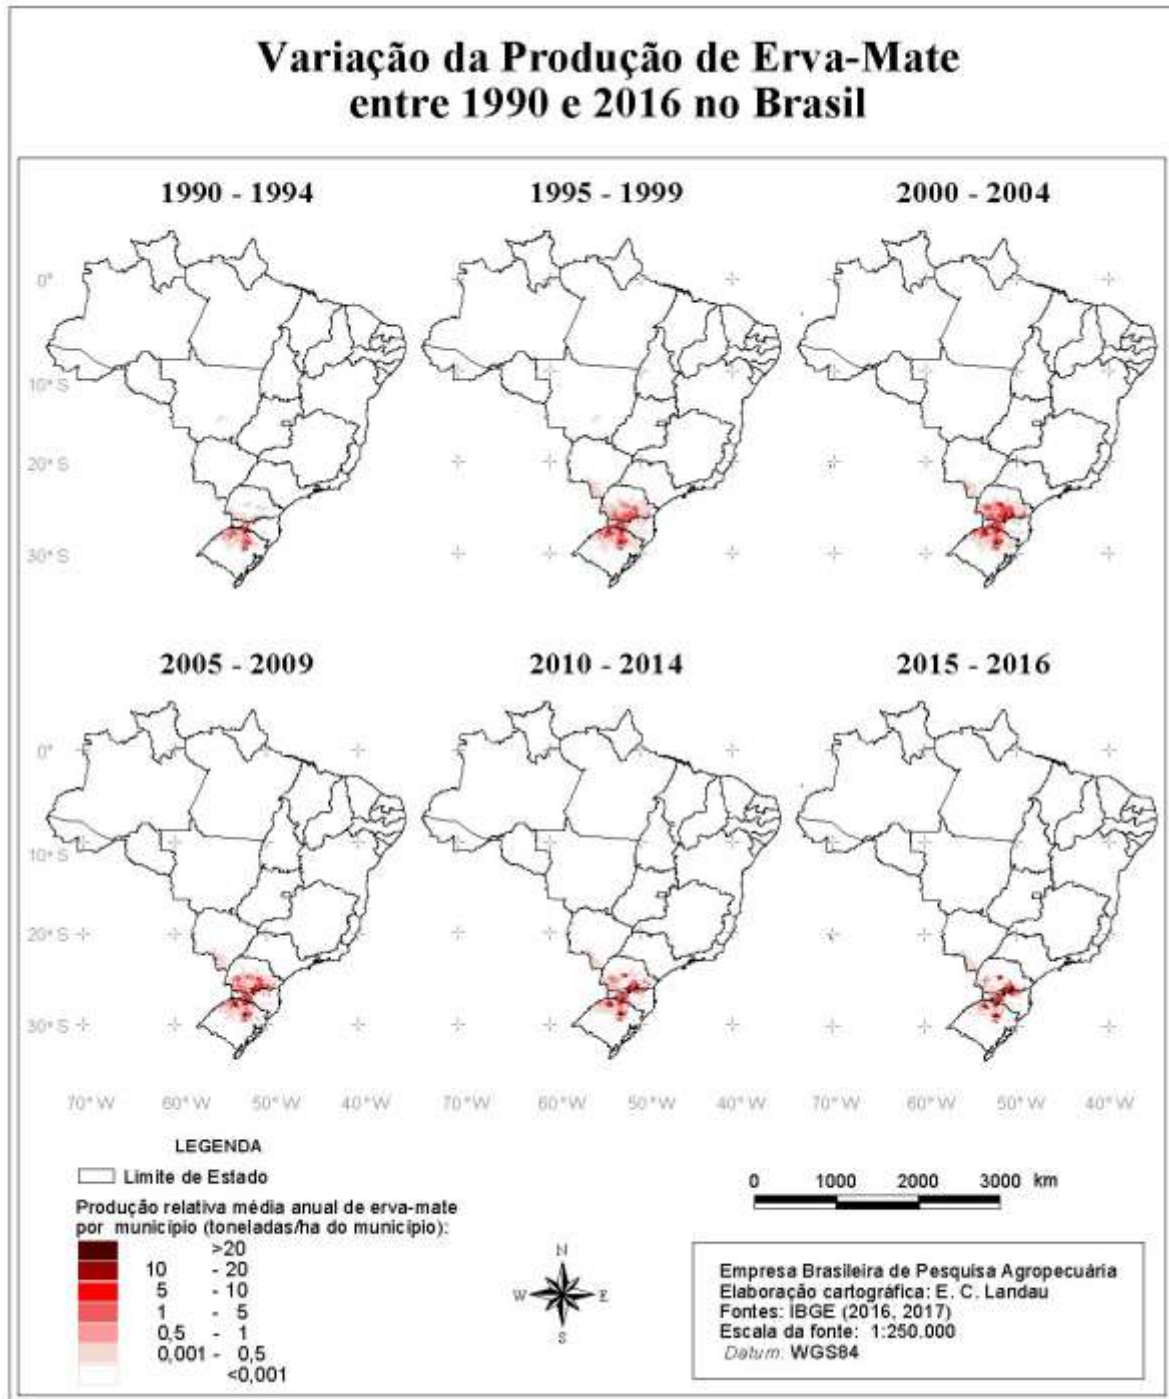 Variação da Produção de Erva-Mate
entre 1990 e 2016 no Brasil
1990 - 1994
1995 - 1999
2000 - 2004
0°
10° S
20° S
30° S
2005 - 2009
2010 - 2014
2015 - 2016
0°
10° S
20° S
30° S
70° W 60° W 50° W 40° W
70° W 60° W 50° W 40° W
70° W 60° W 50° W 40° W
LEGENDA
Limite de Estado
Produção relativa média anual de erva-mate
por município (toneladas/ha do município):
>20
10 - 20
5 - 10
1 - 5
0,5 - 1
0,001 - 0,5
<0,001
N
W E
S
0 1000 2000 3000 km
Empresa Brasileira de Pesquisa Agropecuária
Elaboração cartográfica: E. C. Landau
Fontes: IBGE (2016, 2017)
Escala da fonte: 1:250.000
Datum: WGS84